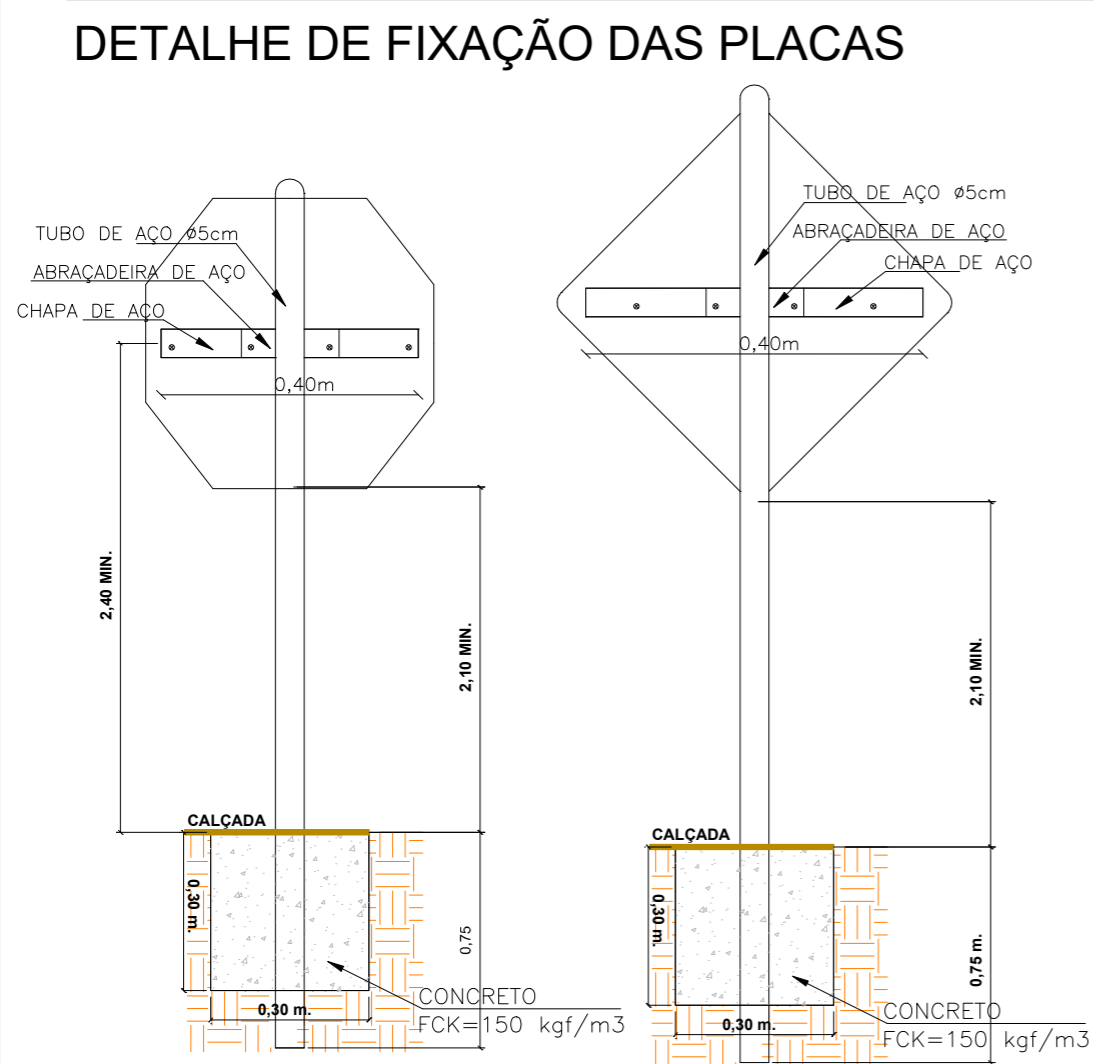 DETALHE DE FIXAÇÃO DAS PLACAS
TUBO DE AÇO ø5cm
ABRAÇADEIRA DE AÇO
CHAPA DE AÇO
0,40m
2,40 MIN.
2,10 MIN.
CALÇADA
0,30 m.
0,30 m.
0,75
CONCRETO
FCK=150 kgf/m3
TUBO DE AÇO ø5cm
ABRAÇADEIRA DE AÇO
CHAPA DE AÇO
0,40m
2,10 MIN.
CALÇADA
0,30 m.
0,30 m.
0,75 m.
CONCRETO
FCK=150 kgf/m3